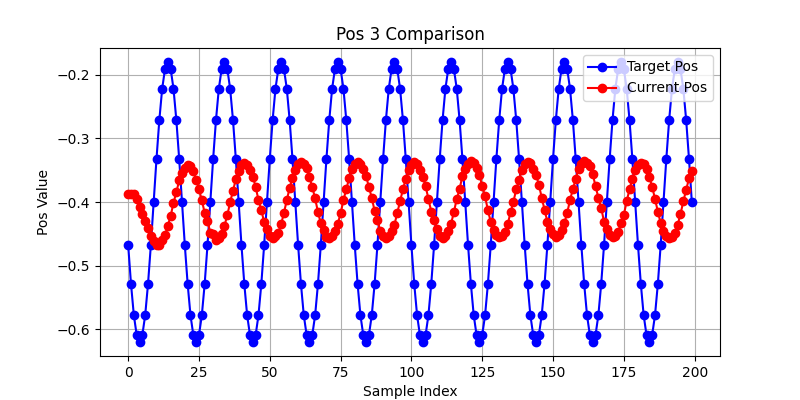 Pos 3 Comparison
Target Pos
Current Pos
Pos Value
−0.2
−0.3
−0.4
−0.5
−0.6
0 25 50 75 100 125 150 175 200
Sample Index